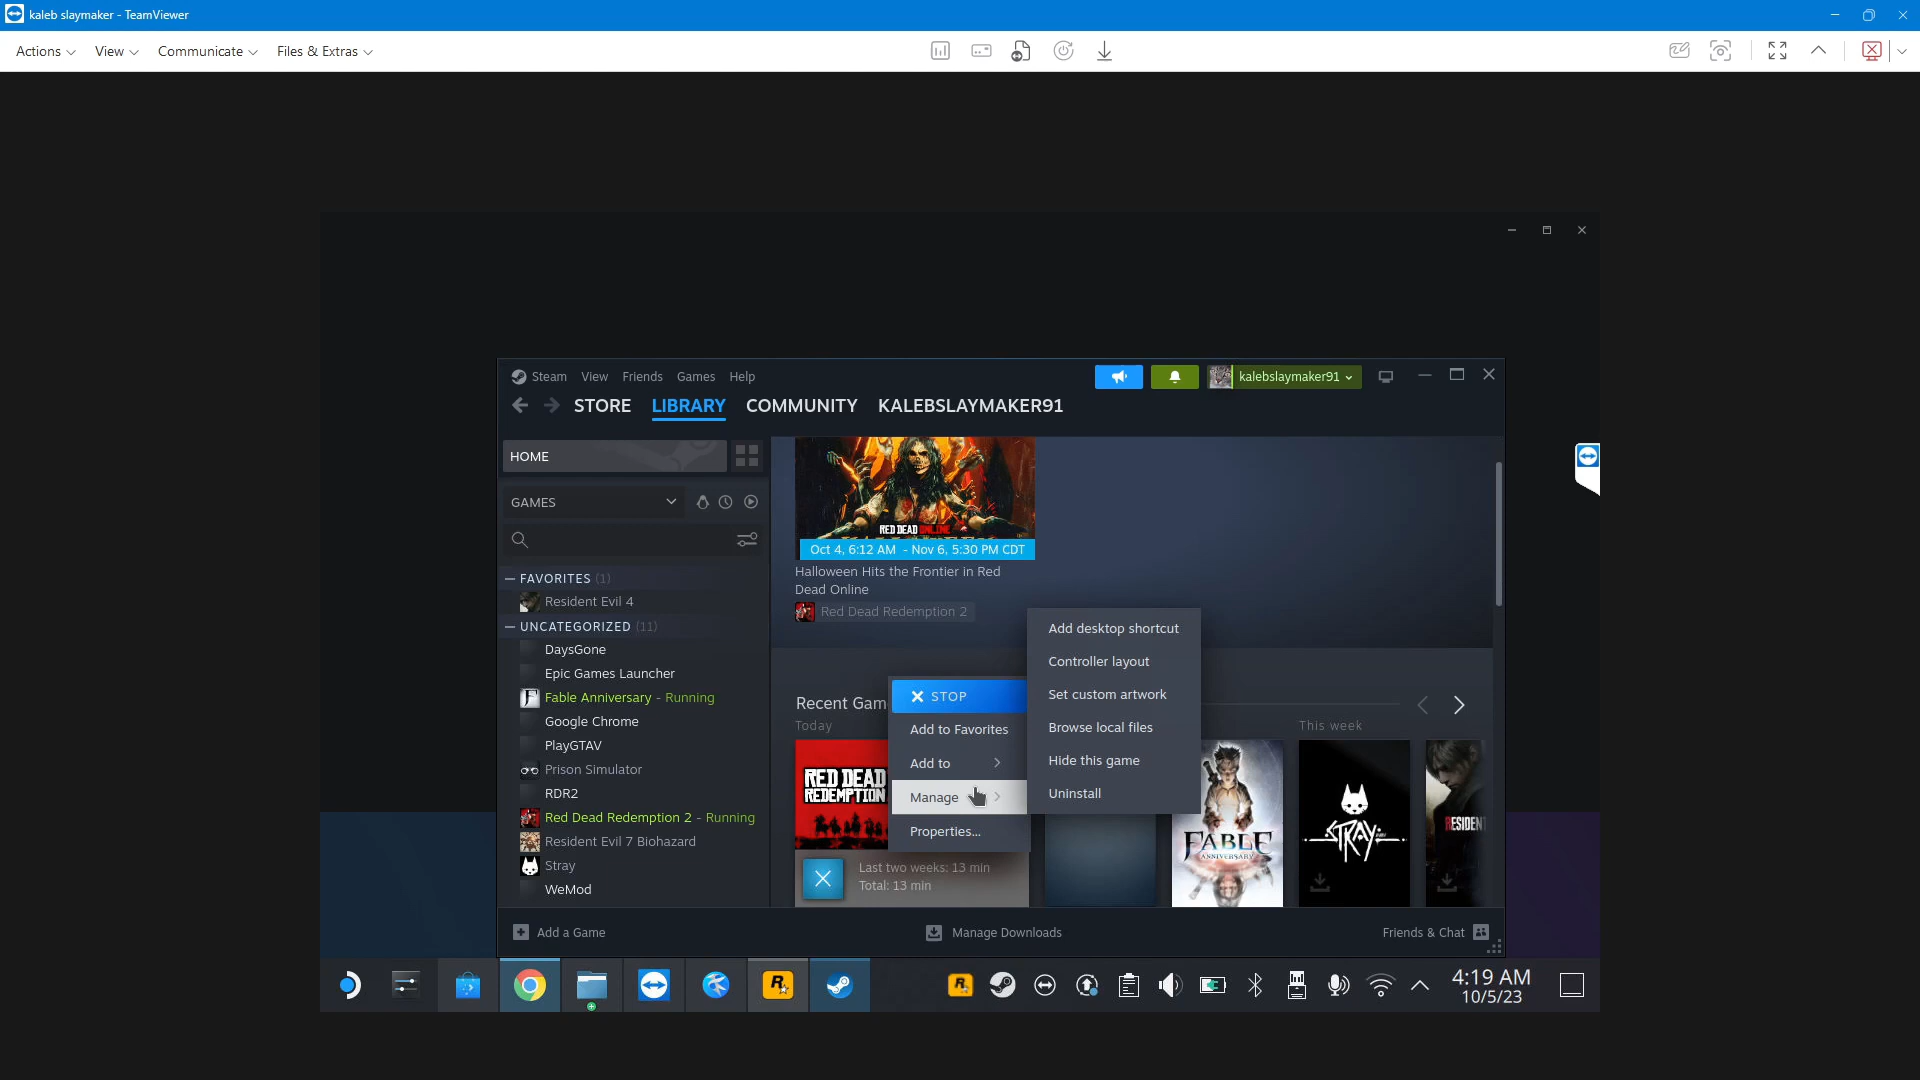 kaleb slaymaker - TeamViewer
Actions View Communicate Files & Extras
Steam View Friends Games Help
kalebslaymaker91
STORE LIBRARY COMMUNITY KALEBSLAYMAKER91
HOME
GAMES
FAVORITES (1)
Resident Evil 4
UNCATEGORIZED (11)
DaysGone
Epic Games Launcher
Fable Anniversary - Running
Google Chrome
PlayGTAV
Prison Simulator
RDR2
Red Dead Redemption 2 - Running
Resident Evil 7 Biohazard
Stray
WeMod
RED DEAD ONLINE
Oct 4, 6:12 AM - Nov 6, 5:30 PM CDT
Halloween Hits the Frontier in Red
Dead Online
Red Dead Redemption 2
Recent Gam
Today
This week
STOP
Add to Favorites
Add to
Manage
Properties...
Add desktop shortcut
Controller layout
Set custom artwork
Browse local files
Hide this game
Uninstall
RED DEAD
REDEMPTION
Last two weeks: 13 min
Total: 13 min
FABLE
ANNIVERSARY
STRAY
RESIDEN
Add a Game
Manage Downloads
Friends & Chat
4:19 AM
10/5/23